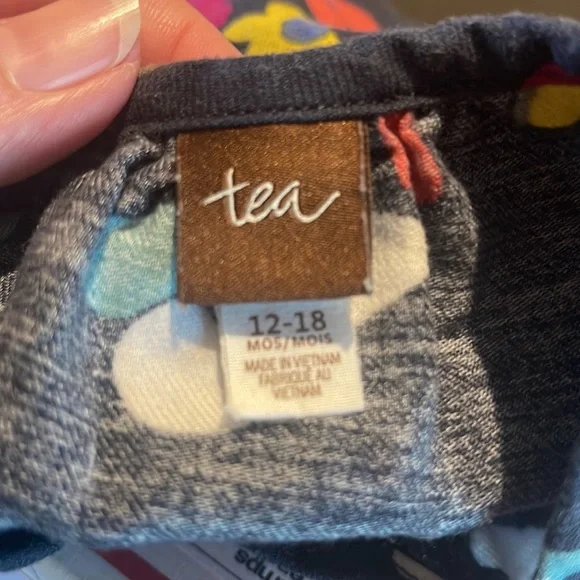 tea
12-18
MOS/MOIS
MADE IN VIETNAM
FABRIQUÉ AU
VIETNAM